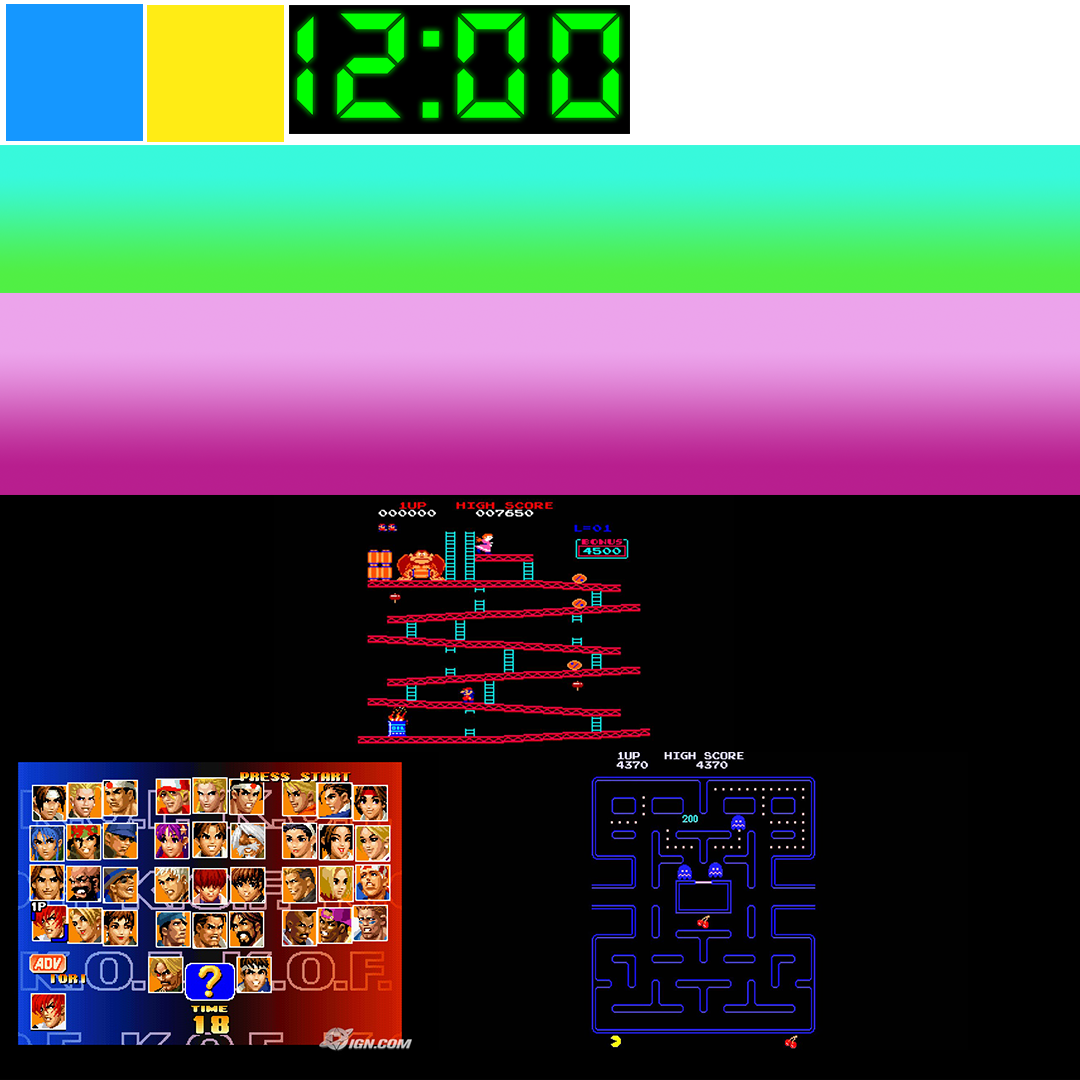 12:00
1UP HIGH SCORE
000000 007650
L=01
BONUS
4500
1UP HIGH SCORE
4370 4370
200
PRESS START
1P
ADV
K.O.F.K.O.F.
TIME
18
IGN.COM